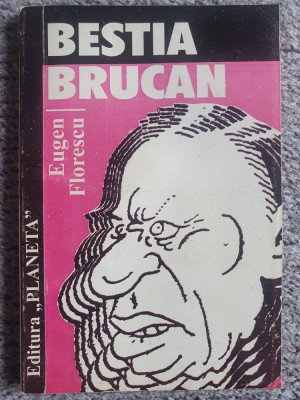 BESTIA
BRUCAN
Eugen
Florescu
Editura „PLANETA”